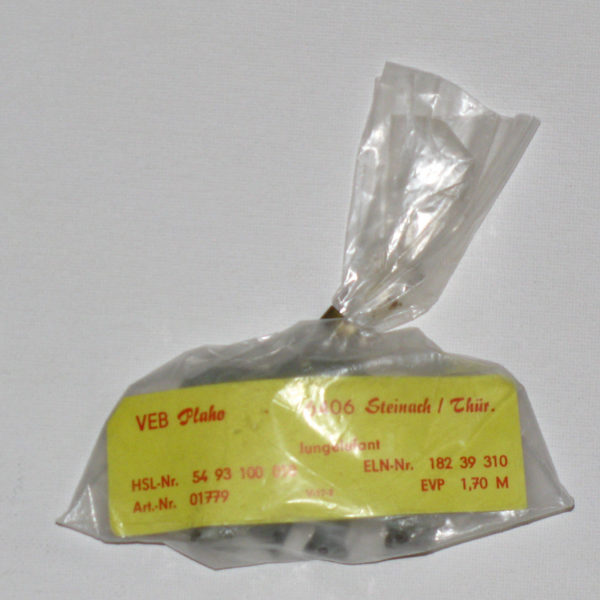 VEB Plaho 6406 Steinach / Thür.
Jungelefant
HSL-Nr. 54 93 100 ELN-Nr. 182 39 310
Art.-Nr. 01779 EVP 1,70 M